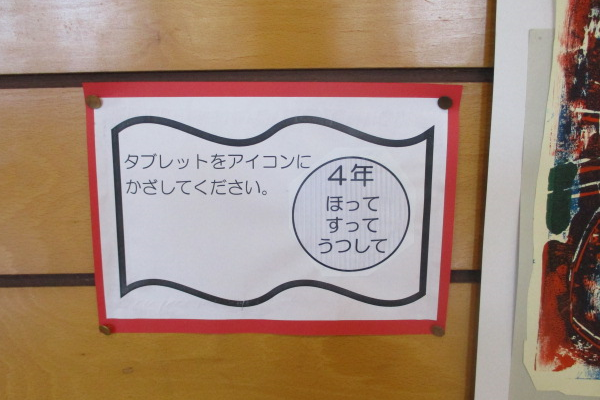 タブレットをアイコンに
かざしてください。
4年
ほって
すって
うつして